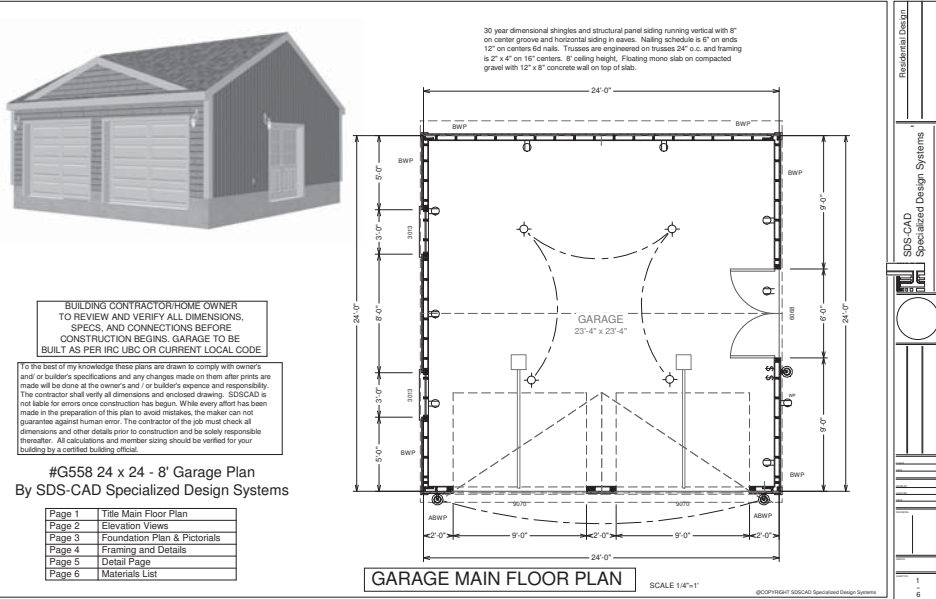 30 year dimensional shingles and structural panel siding running vertical with 8"
on center groove and horizontal siding in eaves. Nailing schedule is 6" on ends
12" on centers 6d nails. Trusses are engineered on trusses 24" o.c. and framing
is 2" x 4" on 16" centers. 8' ceiling height, Floating mono slab on compacted
gravel with 12" x 8" concrete wall on top of slab.
24'-0"
BWP
BWP
BWP
BWP
5'-0"
3'-0"
3013
8'-0"
24'-0"
3'-0"
3013
5'-0"
BWP
9'-0"
6'-0"
6068
24'-0"
9'-0"
WP
BWP
GARAGE
23'-4" x 23'-4"
S
S
ABWP
9070
9070
ABWP
2'-0"
9'-0"
2'-0"
9'-0"
2'-0"
24'-0"
GARAGE MAIN FLOOR PLAN
SCALE 1/4"=1'
@COPYRIGHT SDSCAD Specialized Design Systems
BUILDING CONTRACTOR/HOME OWNER
TO REVIEW AND VERIFY ALL DIMENSIONS,
SPECS, AND CONNECTIONS BEFORE
CONSTRUCTION BEGINS. GARAGE TO BE
BUILT AS PER IRC UBC OR CURRENT LOCAL CODE
To the best of my knowledge these plans are drawn to comply with owner's
and/ or builder's specifications and any changes made on them after prints are
made will be done at the owner's and / or builder's expence and responsibility.
The contractor shall verify all dimensions and enclosed drawing. SDSCAD is
not liable for errors once construction has begun. While every effort has been
made in the preparation of this plan to avoid mistakes, the maker can not
guarantee against human error. The contractor of the job must check all
dimensions and other details prior to construction and be solely responsible
thereafter. All calculations and member sizing should be verified for your
building by a certified building official.
#G558 24 x 24 - 8' Garage Plan
By SDS-CAD Specialized Design Systems
Page 1 Title Main Floor Plan
Page 2 Elevation Views
Page 3 Foundation Plan & Pictorials
Page 4 Framing and Details
Page 5 Detail Page
Page 6 Materials List
Residential Design
SDS-CAD
Specialized Design Systems
1
6